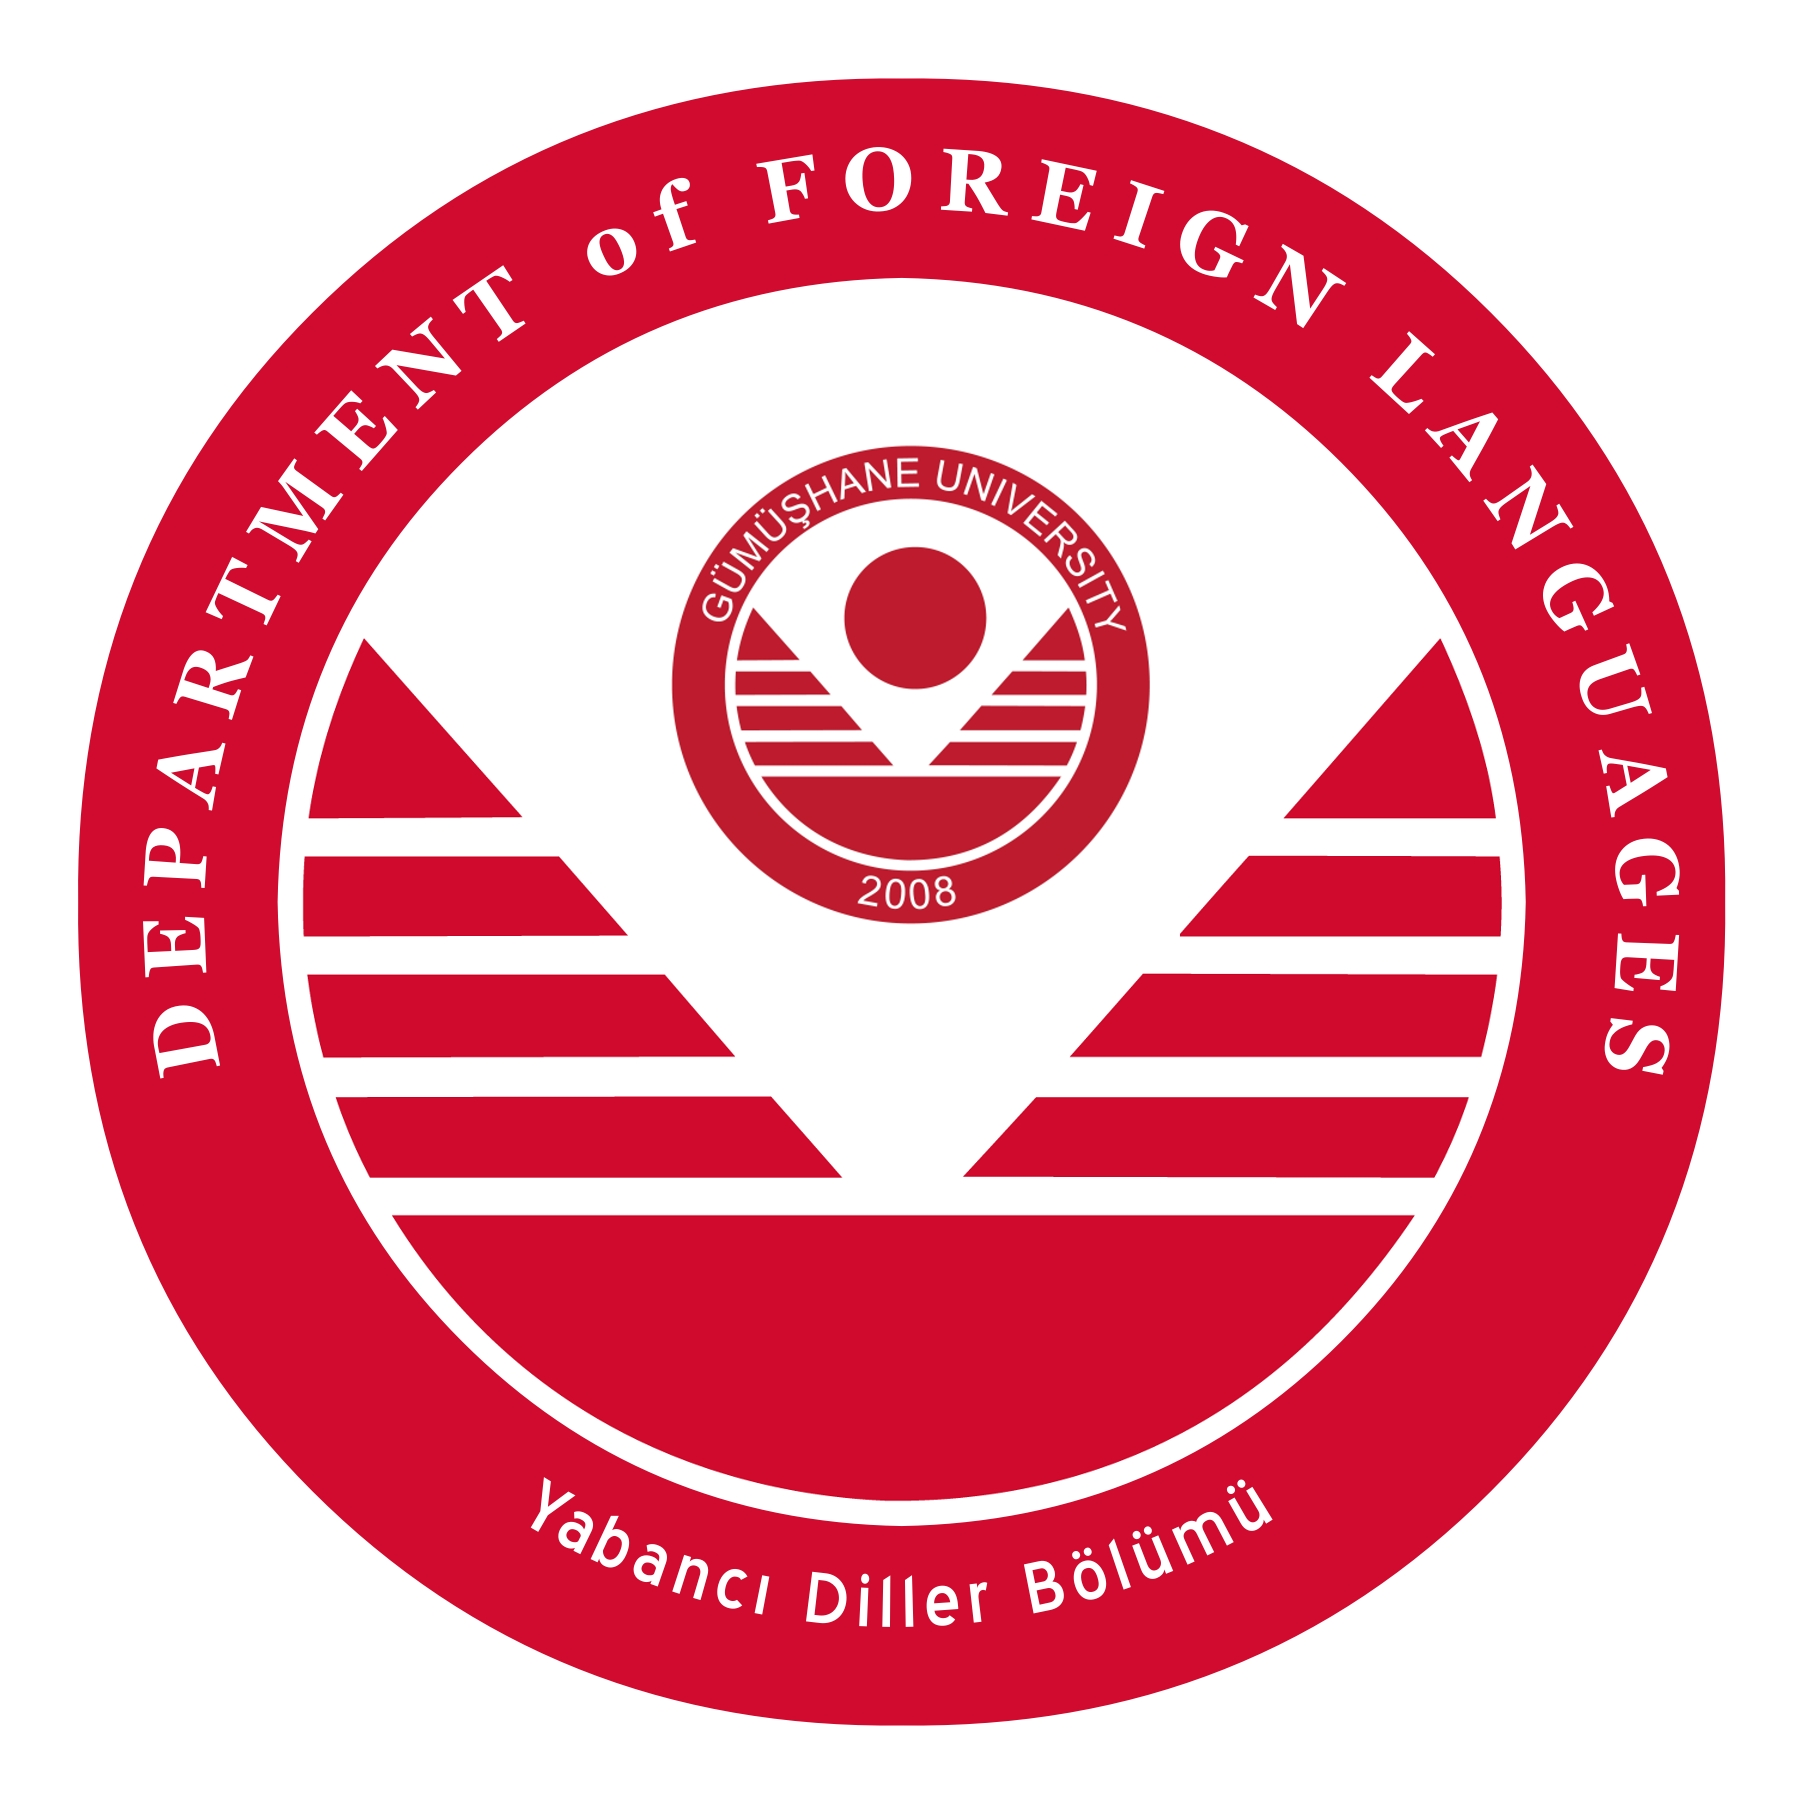 DEPARTMENT of FOREIGN LANGUAGES
GÜMÜŞHANE UNIVERSITY
2008
Yabancı Diller Bölümü